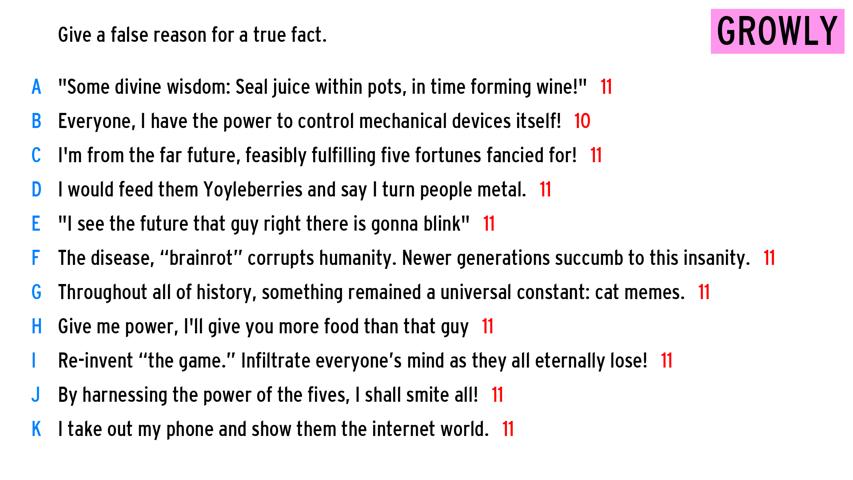 Give a false reason for a true fact.
GROWLY
A "Some divine wisdom: Seal juice within pots, in time forming wine!" 11
B Everyone, I have the power to control mechanical devices itself! 10
C I'm from the far future, feasibly fulfilling five fortunes fancied for! 11
D I would feed them Yoyleberries and say I turn people metal. 11
E "I see the future that guy right there is gonna blink" 11
F The disease, “brainrot” corrupts humanity. Newer generations succumb to this insanity. 11
G Throughout all of history, something remained a universal constant: cat memes. 11
H Give me power, I'll give you more food than that guy 11
I Re-invent “the game.” Infiltrate everyone’s mind as they all eternally lose! 11
J By harnessing the power of the fives, I shall smite all! 11
K I take out my phone and show them the internet world. 11